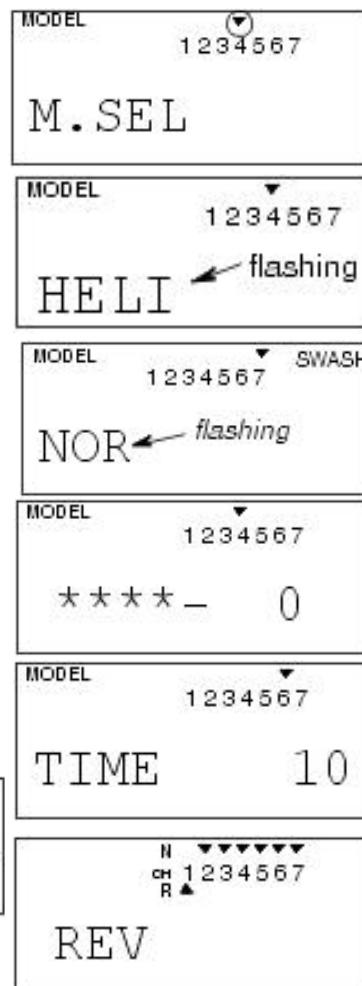 MODEL
1234567
M.SEL
MODEL
1234567
HELI flashing
MODEL SWASH
1234567
NOR flashing
MODEL
1234567
****– 0
MODEL
1234567
TIME 10
N
CH 1234567
R
REV